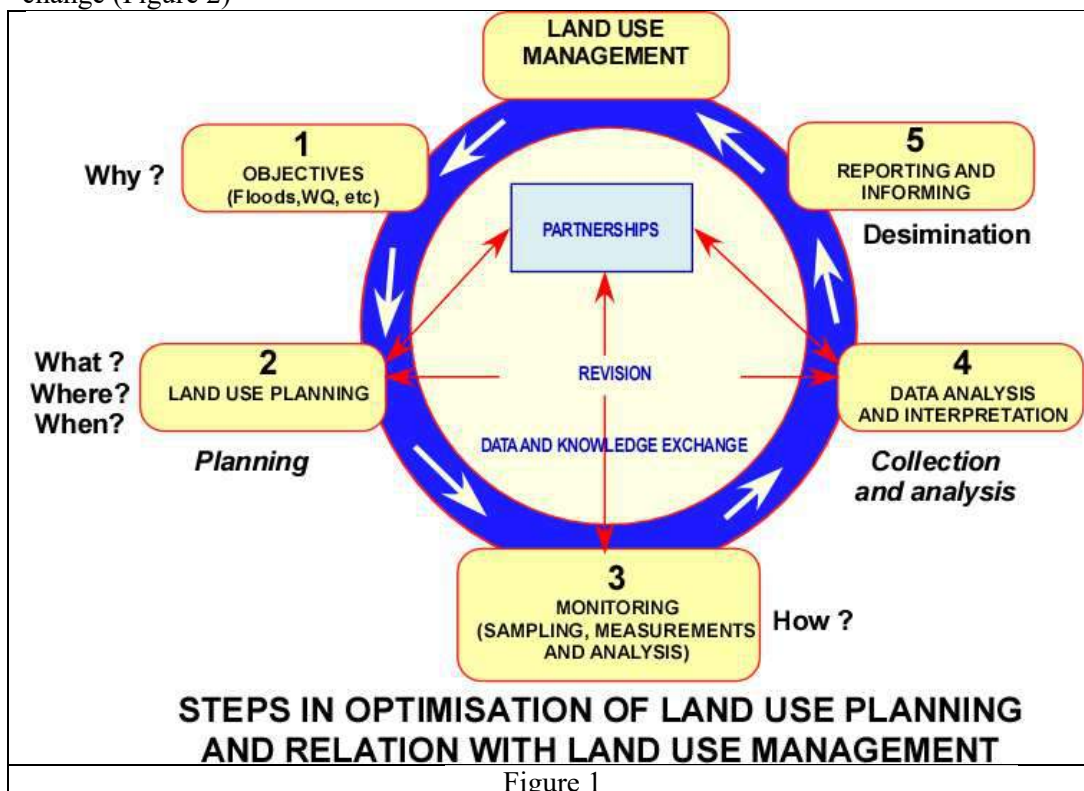 change (Figure 2)
LAND USE
MANAGEMENT
1
OBJECTIVES
(Floods,WQ, etc)
Why ?
5
REPORTING AND
INFORMING
Desimination
PARTNERSHIPS
What ?
Where?
When?
2
LAND USE PLANNING
Planning
REVISION
4
DATA ANALYSIS
AND INTERPRETATION
DATA AND KNOWLEDGE EXCHANGE
Collection
and analysis
3
MONITORING
(SAMPLING, MEASUREMENTS
AND ANALYSIS)
How ?
STEPS IN OPTIMISATION OF LAND USE PLANNING
AND RELATION WITH LAND USE MANAGEMENT
Figure 1